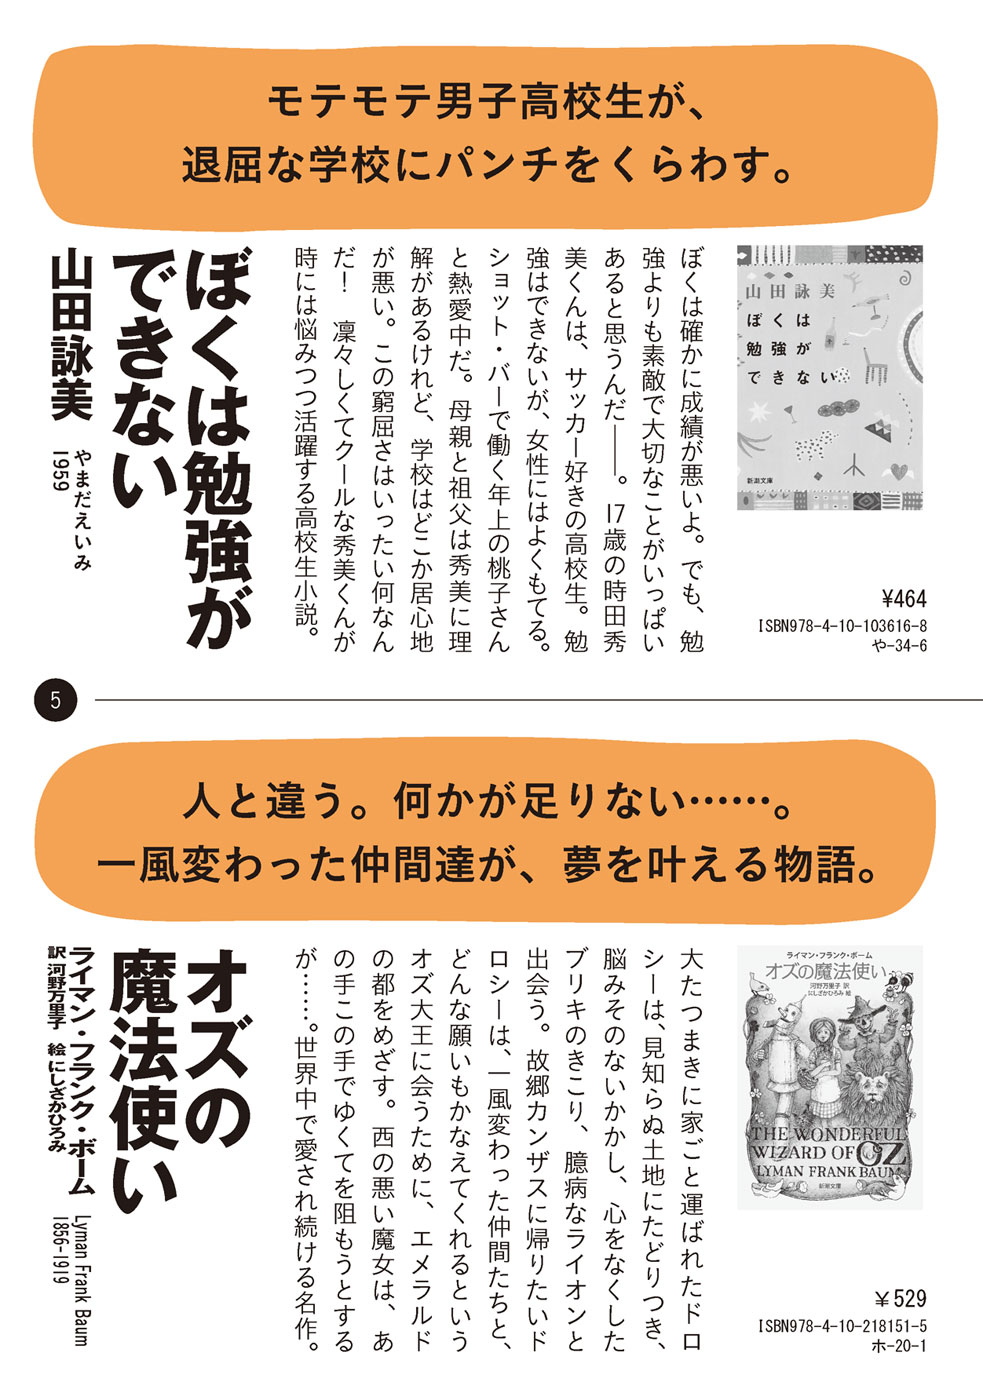 モテモテ男子高校生が、
退屈な学校にパンチをくらわす。
ぼくは勉強が
できない
山田詠美
やまだえいみ
1959
ぼくは確かに成績が悪いよ。でも、勉
強よりも素敵で大切なことがいっぱい
あると思うんだ――。17歳の時田秀
美くんは、サッカー好きの高校生。勉
強はできないが、女性にはよくもてる。
ショット・バーで働く年上の桃子さん
と熱愛中だ。母親と祖父は秀美に理
解があるけれど、学校はどこか居心地
が悪い。この窮屈さはいったい何なん
だ！　凜々しくてクールな秀美くんが
時には悩みつつ活躍する高校生小説。
山田詠美
ぼくは
勉強が
できない
新潮文庫
¥464
ISBN978-4-10-103616-8
や-34-6
5
人と違う。何かが足りない……。
一風変わった仲間達が、夢を叶える物語。
オズの
魔法使い
ライマン・フランク・ボーム
訳 河野万里子　絵 にしざかひろみ
Lyman Frank Baum
1856-1919
大たつまきに家ごと運ばれたドロ
シーは、見知らぬ土地にたどりつき、
脳みそのないかかし、心をなくした
ブリキのきこり、臆病なライオンと
出会う。故郷カンザスに帰りたいド
ロシーは、一風変わった仲間たちと、
どんな願いもかなえてくれるという
オズ大王に会うために、エメラルド
の都をめざす。西の悪い魔女は、あ
の手この手でゆくてを阻もうとする
が……。世界中で愛され続ける名作。
ライマン・フランク・ボーム
オズの魔法使い
河野万里子 訳
にしざかひろみ 絵
THE WONDERFUL
WIZARD OF OZ
LYMAN FRANK BAUM
新潮文庫
¥529
ISBN978-4-10-218151-5
ホ-20-1